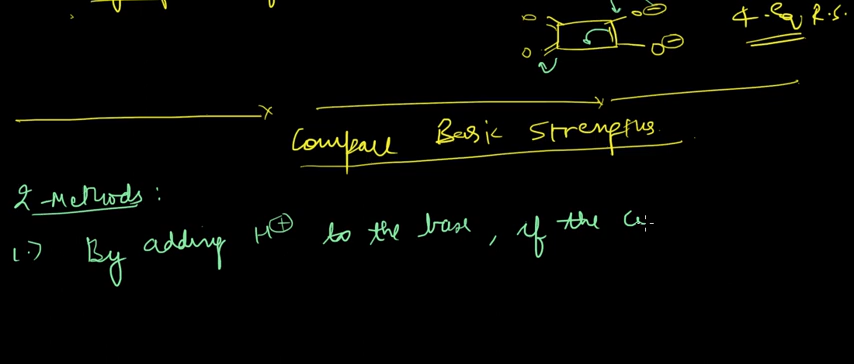 O O⊖ 4. Eq R.S.
O O⊖
Compare Basic Strengths
2-Methods:
1.) By adding H⊕ to the base, if the